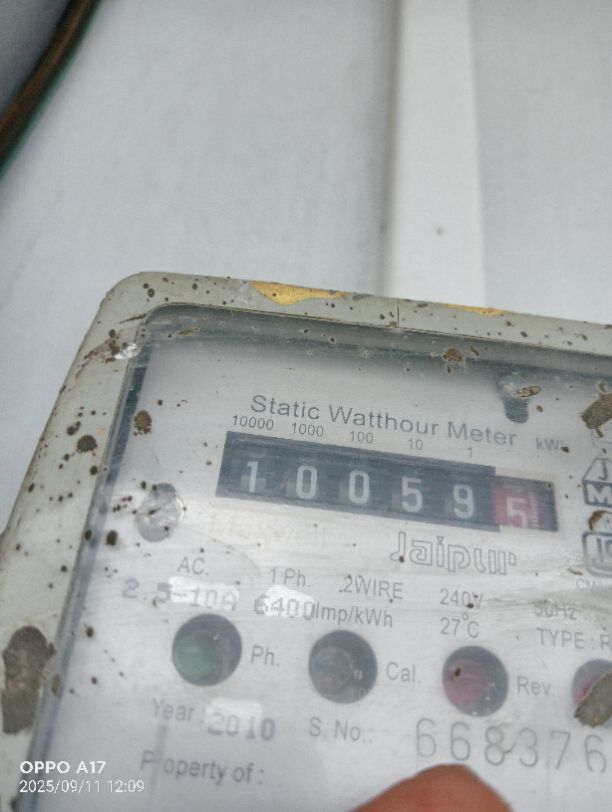 Static Watthour Meter
10000 1000 100 10 1 kW
1 0 0 5 9 5
Jaipur
AC. 1 Ph. 2WIRE 240V 50HZ
2.5-10A 6400Imp/kWh 27°C TYPE : R
Ph. Cal. Rev.
Year : 2010 S. No.: 668376
Property of :
OPPO A17
2025/09/11 12:09